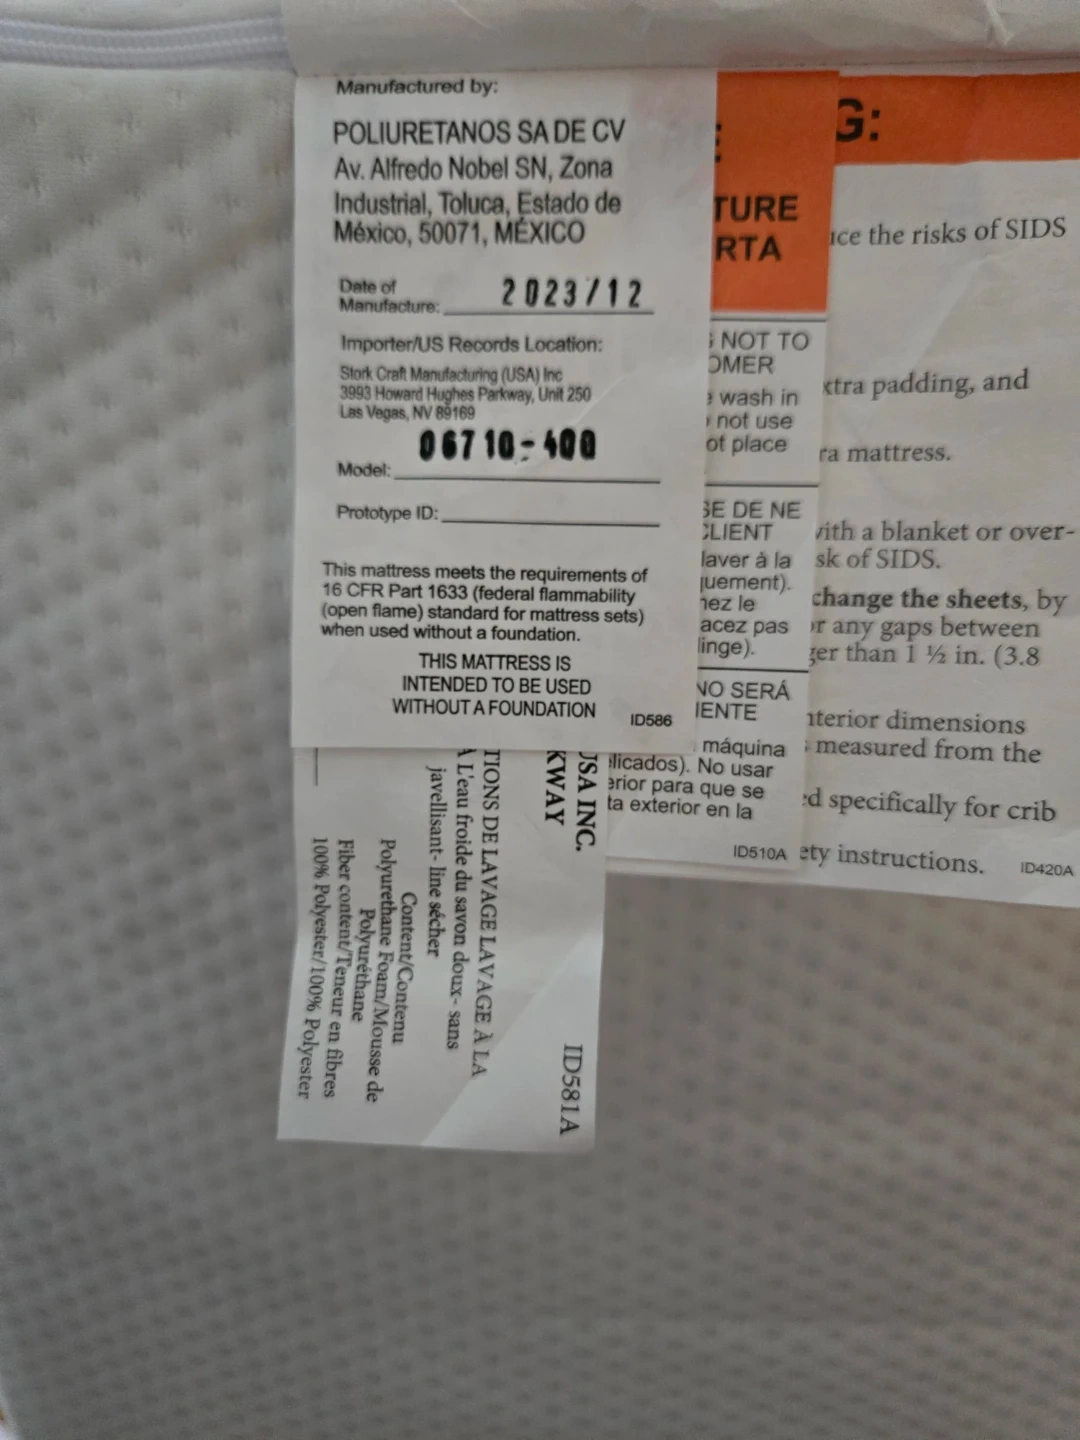 Manufactured by:
POLIURETANOS SA DE CV
Av. Alfredo Nobel SN, Zona
Industrial, Toluca, Estado de
México, 50071, MÉXICO
Date of
Manufacture: 2023/12
Importer/US Records Location:
Stork Craft Manufacturing (USA) Inc
3993 Howard Hughes Parkway, Unit 250
Las Vegas, NV 89169
06710-400
Model:
Prototype ID:
This mattress meets the requirements of
16 CFR Part 1633 (federal flammability
(open flame) standard for mattress sets)
when used without a foundation.
THIS MATTRESS IS
INTENDED TO BE USED
WITHOUT A FOUNDATION
ID586
E:
TURE
RTA
NOT TO
OMER
wash in
not use
ot place
SE DE NE
CLIENT
laver à la
quement).
nez le
acez pas
linge).
NO SERÁ
IENTE
máquina
elicados). No usar
erior para que se
ta exterior en la
ID510A
G:
uce the risks of SIDS
xtra padding, and
ra mattress.
with a blanket or over-
sk of SIDS.
change the sheets, by
or any gaps between
ger than 1 ½ in. (3.8
nterior dimensions
measured from the
ed specifically for crib
ety instructions.
ID420A
USA INC.
KWAY
TIONS DE LAVAGE LAVAGE À LA
À L'eau froide du savon doux- sans
javellisant- line sécher
Content/Contenu
Polyurethane Foam/Mousse de
Polyuréthane
Fiber content/Teneur en fibres
100% Polyester/100% Polyester
ID581A